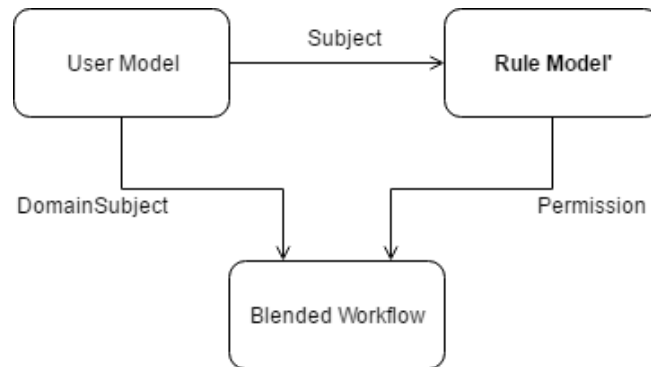 Subject
User Model
Rule Model'
DomainSubject
Permission
Blended Workflow